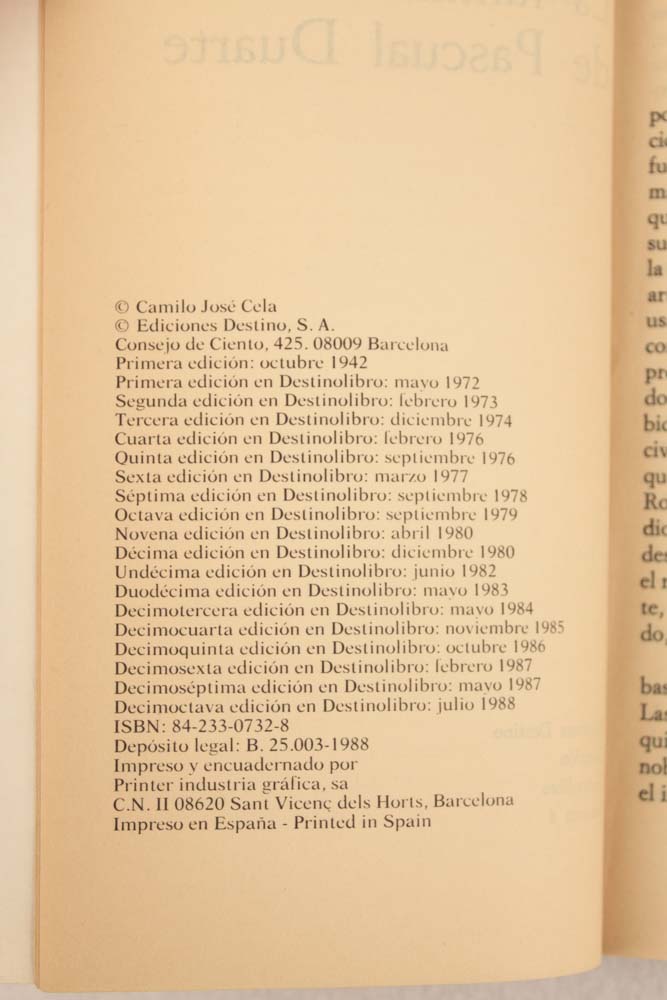 de Pascual Duarte
© Camilo José Cela
© Ediciones Destino, S. A.
Consejo de Ciento, 425. 08009 Barcelona
Primera edición: octubre 1942
Primera edición en Destinolibro: mayo 1972
Segunda edición en Destinolibro: febrero 1973
Tercera edición en Destinolibro: diciembre 1974
Cuarta edición en Destinolibro: febrero 1976
Quinta edición en Destinolibro: septiembre 1976
Sexta edición en Destinolibro: marzo 1977
Séptima edición en Destinolibro: septiembre 1978
Octava edición en Destinolibro: septiembre 1979
Novena edición en Destinolibro: abril 1980
Décima edición en Destinolibro: diciembre 1980
Undécima edición en Destinolibro: junio 1982
Duodécima edición en Destinolibro: mayo 1983
Decimotercera edición en Destinolibro: mayo 1984
Decimocuarta edición en Destinolibro: noviembre 1985
Decimoquinta edición en Destinolibro: octubre 1986
Decimosexta edición en Destinolibro: febrero 1987
Decimoséptima edición en Destinolibro: mayo 1987
Decimoctava edición en Destinolibro: julio 1988
ISBN: 84-233-0732-8
Depósito legal: B. 25.003-1988
Impreso y encuadernado por
Printer industria gráfica, sa
C.N. II 08620 Sant Vicenç dels Horts, Barcelona
Impreso en España - Printed in Spain